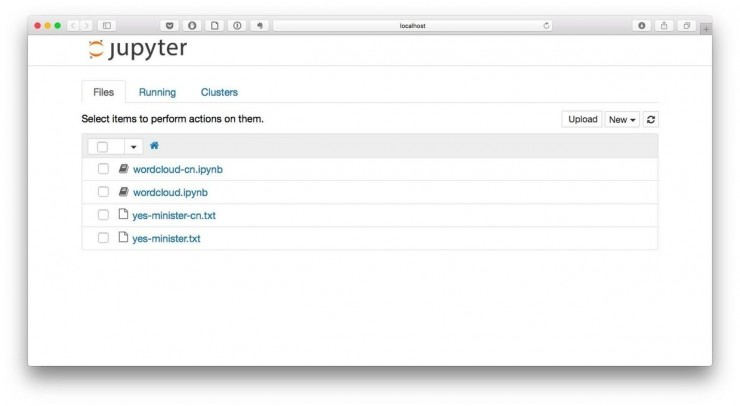 localhost
jupyter
Files Running Clusters
Select items to perform actions on them.
Upload New
wordcloud-cn.ipynb
wordcloud.ipynb
yes-minister-cn.txt
yes-minister.txt